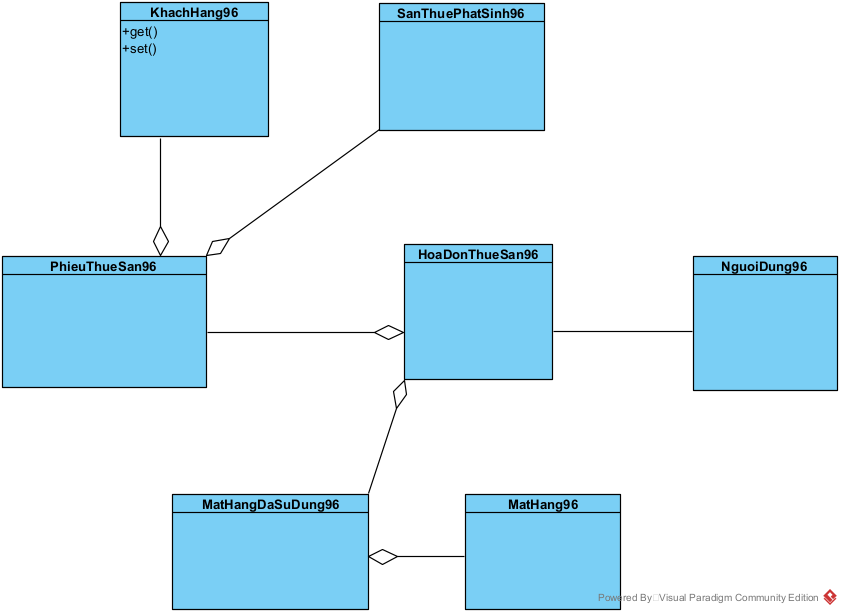 KhachHang96
+get()
+set()
SanThuePhatSinh96
PhieuThueSan96
HoaDonThueSan96
NguoiDung96
MatHangDaSuDung96
MatHang96
Powered By Visual Paradigm Community Edition